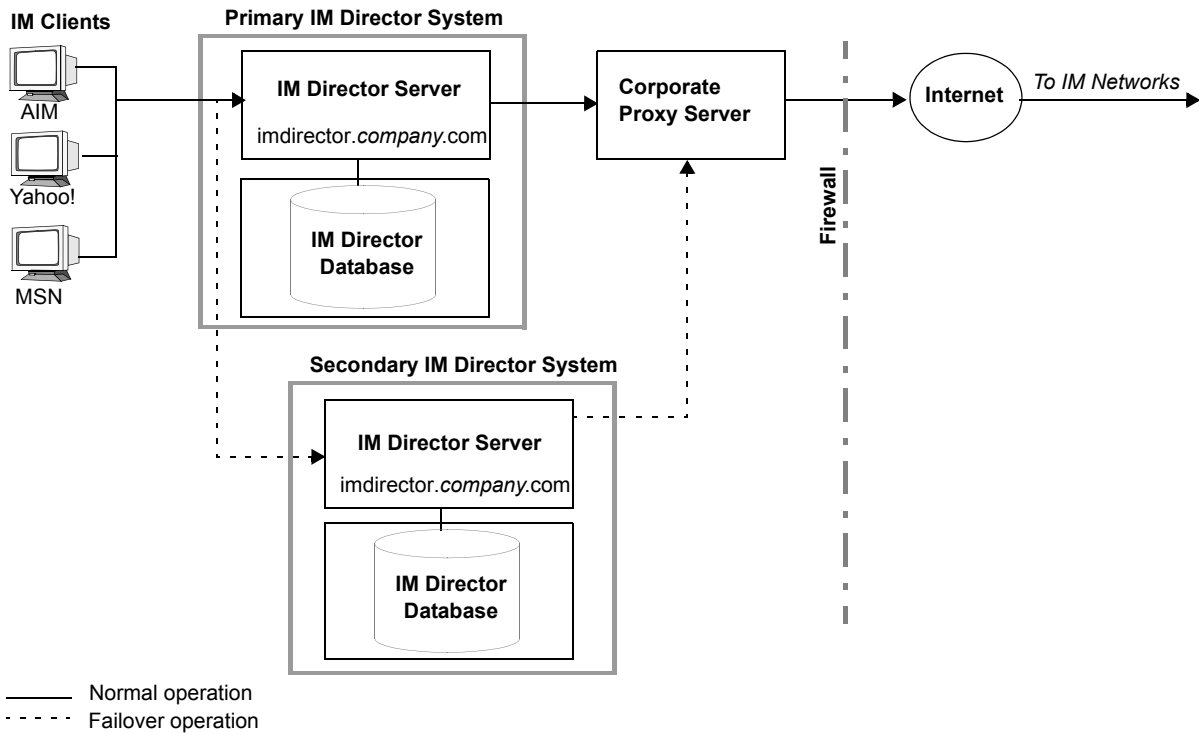 IM Clients
Primary IM Director System
AIM
Yahoo!
MSN
IM Director Server
imdirector.company.com
IM Director
Database
Corporate
Proxy Server
Firewall
Internet
To IM Networks
Secondary IM Director System
IM Director Server
imdirector.company.com
IM Director
Database
Normal operation
Failover operation